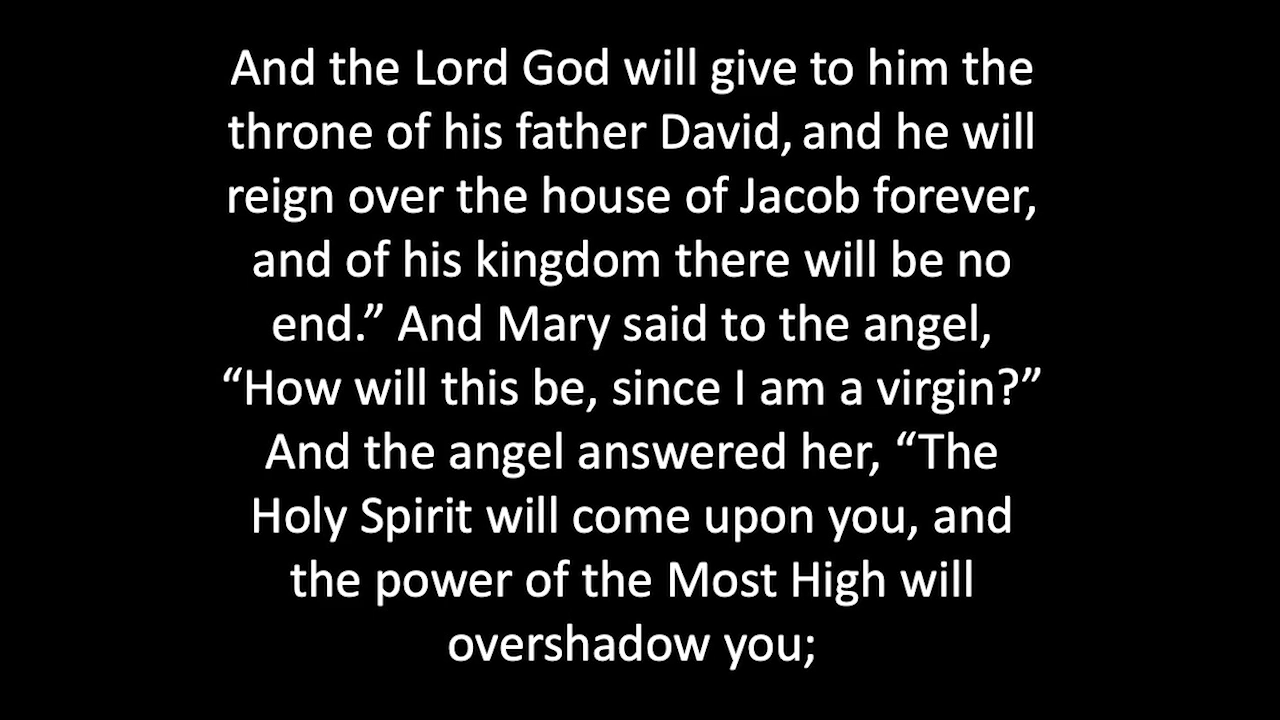 And the Lord God will give to him the
throne of his father David, and he will
reign over the house of Jacob forever,
and of his kingdom there will be no
end.” And Mary said to the angel,
“How will this be, since I am a virgin?”
And the angel answered her, “The
Holy Spirit will come upon you, and
the power of the Most High will
overshadow you;